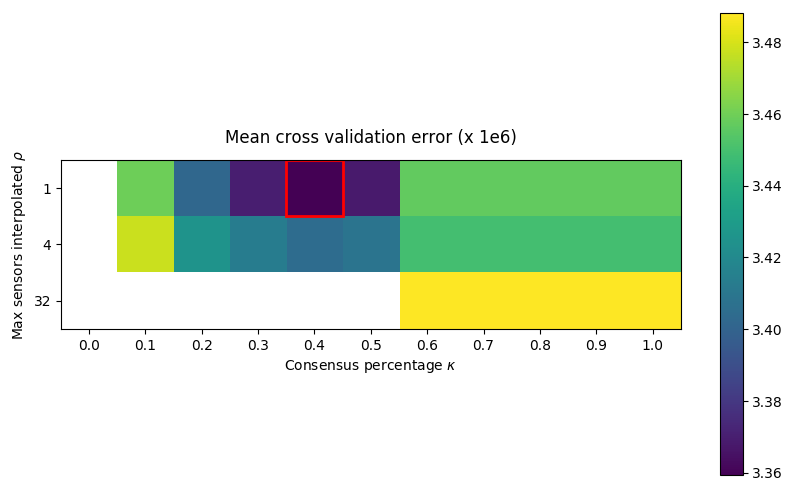 Mean cross validation error (x 1e6)
Max sensors interpolated ρ
1
4
32
0.0 0.1 0.2 0.3 0.4 0.5 0.6 0.7 0.8 0.9 1.0
Consensus percentage κ
3.48
3.46
3.44
3.42
3.40
3.38
3.36